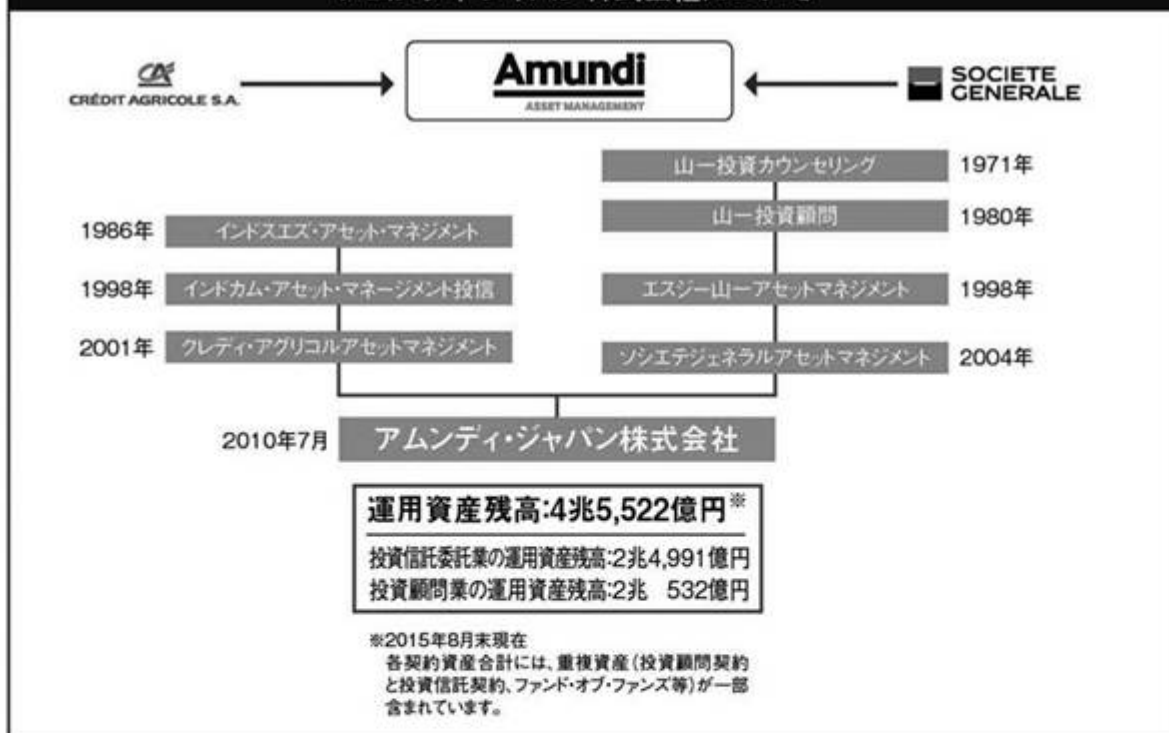 CRÉDIT AGRICOLE S.A.
Amundi
ASSET MANAGEMENT
SOCIETE
GENERALE
山一投資カウンセリング 1971年
山一投資顧問 1980年
1986年 インドスエズ・アセット・マネジメント
1998年 インドカム・アセット・マネージメント投信
エスジー山一アセットマネジメント 1998年
2001年 クレディ・アグリコルアセットマネジメント
ソシエテジェネラルアセットマネジメント 2004年
2010年7月 アムンディ・ジャパン株式会社
運用資産残高:4兆5,522億円※
投資信託委託業の運用資産残高:2兆4,991億円
投資顧問業の運用資産残高:2兆 532億円
※2015年8月末現在
各契約資産合計には、重複資産(投資顧問契約
と投資信託契約、ファンド・オブ・ファンズ等)が一部
含まれています。